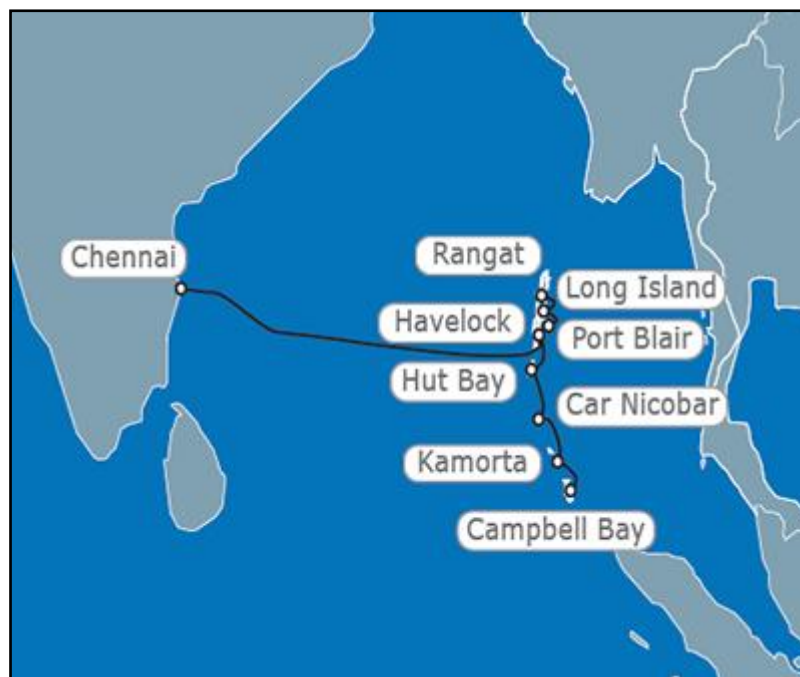 Chennai
Rangat
Long Island
Havelock
Port Blair
Hut Bay
Car Nicobar
Kamorta
Campbell Bay